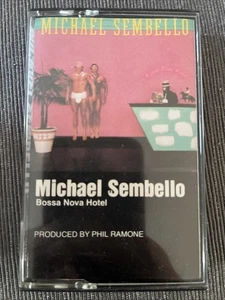 MICHAEL SEMBELLO
Michael Sembello
Bossa Nova Hotel
PRODUCED BY PHIL RAMONE